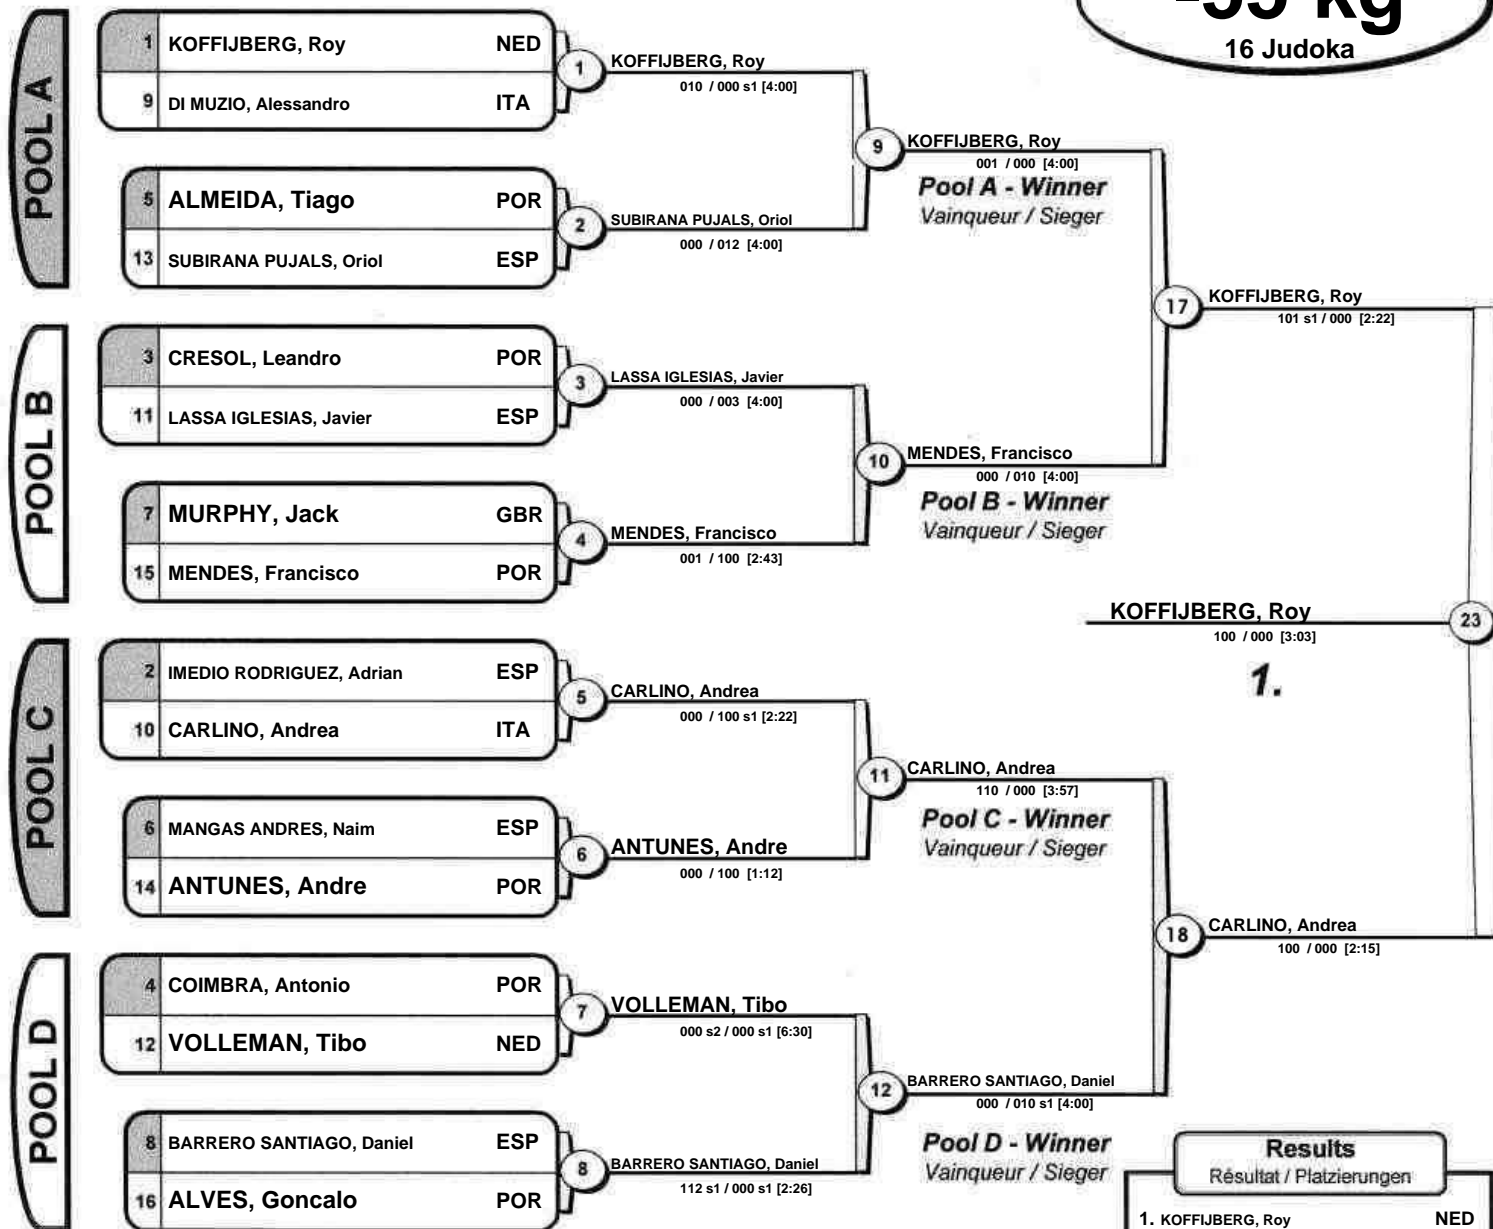 -55 kg
16 Judoka
POOL A
1 KOFFIJBERG, Roy NED
9 DI MUZIO, Alessandro ITA
1
KOFFIJBERG, Roy
010 / 000 s1 [4:00]
5 ALMEIDA, Tiago POR
13 SUBIRANA PUJALS, Oriol ESP
2
SUBIRANA PUJALS, Oriol
000 / 012 [4:00]
9
KOFFIJBERG, Roy
001 / 000 [4:00]
Pool A - Winner
Vainqueur / Sieger
POOL B
3 CRESOL, Leandro POR
11 LASSA IGLESIAS, Javier ESP
3
LASSA IGLESIAS, Javier
000 / 003 [4:00]
7 MURPHY, Jack GBR
15 MENDES, Francisco POR
4
MENDES, Francisco
001 / 100 [2:43]
10
MENDES, Francisco
000 / 010 [4:00]
Pool B - Winner
Vainqueur / Sieger
17
KOFFIJBERG, Roy
101 s1 / 000 [2:22]
KOFFIJBERG, Roy
100 / 000 [3:03]
23
1.
POOL C
2 IMEDIO RODRIGUEZ, Adrian ESP
10 CARLINO, Andrea ITA
5
CARLINO, Andrea
000 / 100 s1 [2:22]
6 MANGAS ANDRES, Naim ESP
14 ANTUNES, Andre POR
6
ANTUNES, Andre
000 / 100 [1:12]
11
CARLINO, Andrea
110 / 000 [3:57]
Pool C - Winner
Vainqueur / Sieger
18
CARLINO, Andrea
100 / 000 [2:15]
POOL D
4 COIMBRA, Antonio POR
12 VOLLEMAN, Tibo NED
7
VOLLEMAN, Tibo
000 s2 / 000 s1 [6:30]
8 BARRERO SANTIAGO, Daniel ESP
16 ALVES, Goncalo POR
8
BARRERO SANTIAGO, Daniel
112 s1 / 000 s1 [2:26]
12
BARRERO SANTIAGO, Daniel
000 / 010 s1 [4:00]
Pool D - Winner
Vainqueur / Sieger
Results
Résultat / Platzierungen
1. KOFFIJBERG, Roy NED